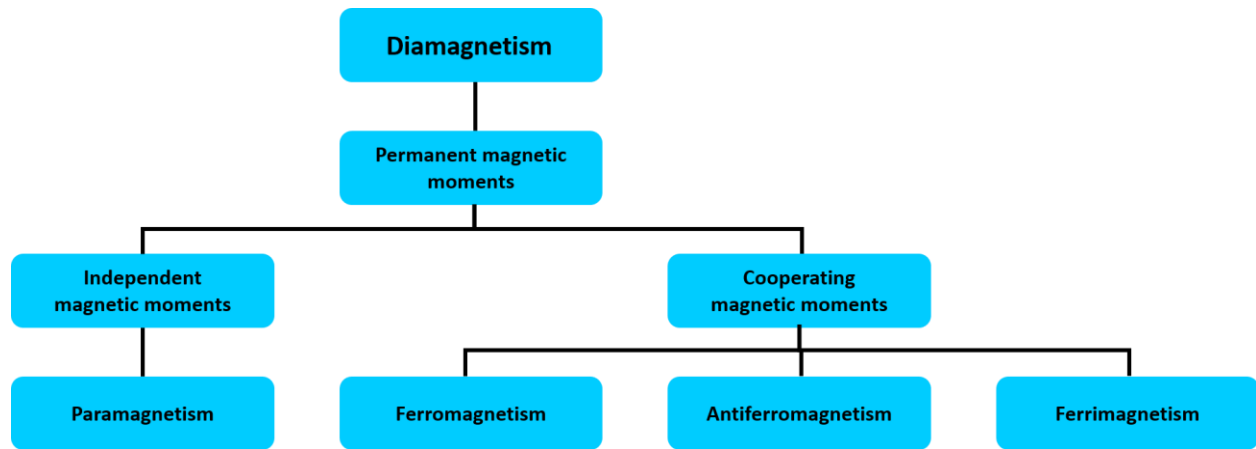 Diamagnetism
Permanent magnetic
moments
Independent
magnetic moments
Cooperating
magnetic moments
Paramagnetism
Ferromagnetism
Antiferromagnetism
Ferrimagnetism